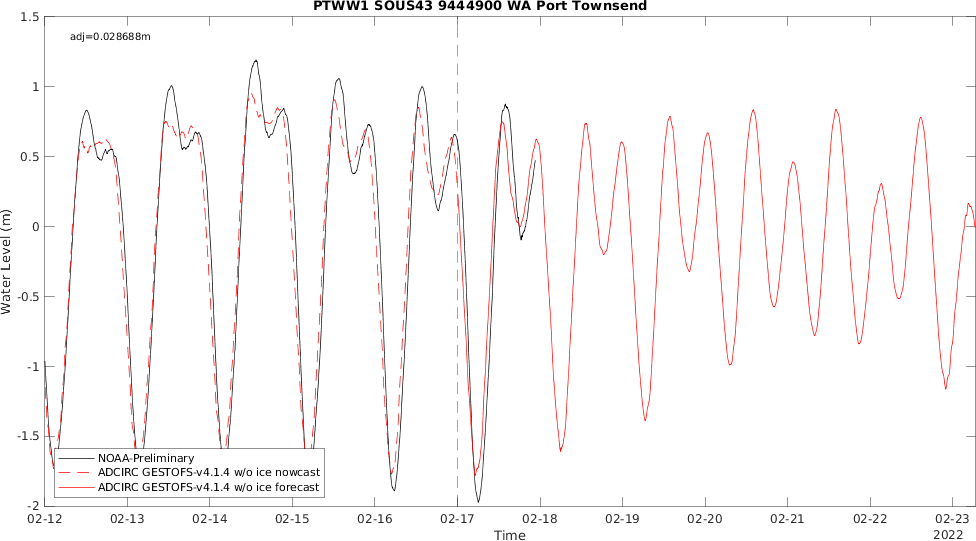 PTWW1 SOUS43 9444900 WA Port Townsend
adj=0.028688m
1.5
1
0.5
0
-0.5
-1
-1.5
-2
Water Level (m)
NOAA-Preliminary
ADCIRC GESTOFS-v4.1.4 w/o ice nowcast
ADCIRC GESTOFS-v4.1.4 w/o ice forecast
02-12 02-13 02-14 02-15 02-16 02-17 02-18 02-19 02-20 02-21 02-22 02-23
2022
Time